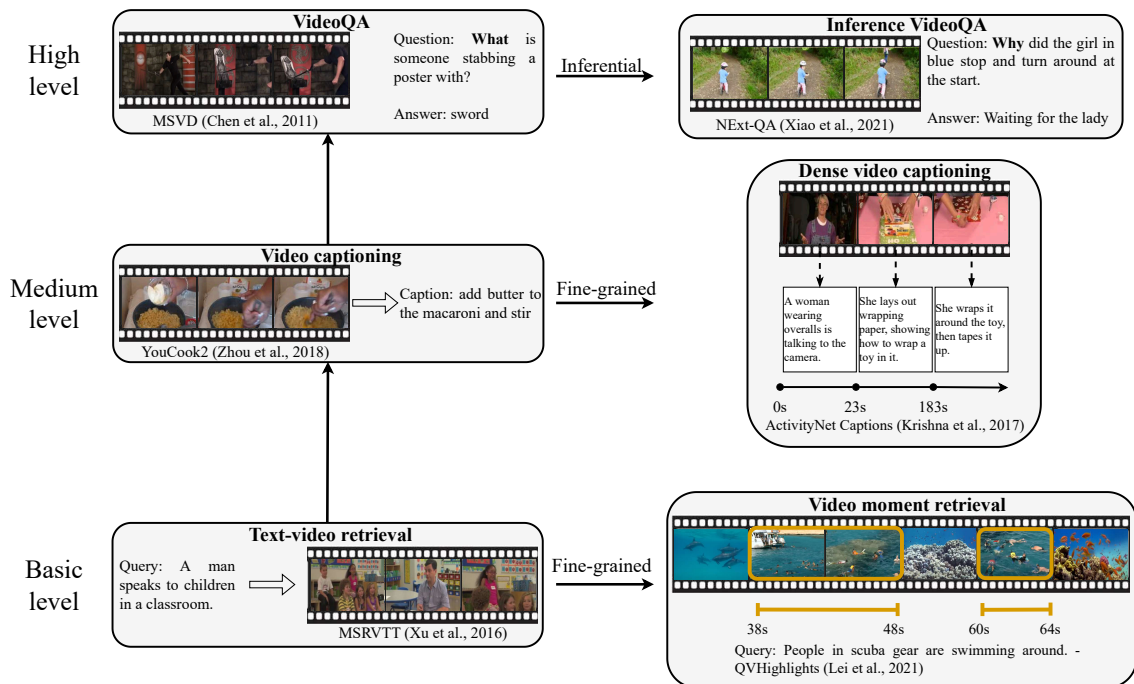 VideoQA
High
level
Question: What is
someone stabbing a
poster with?
Answer: sword
MSVD (Chen et al., 2011)
Inferential
Inference VideoQA
Question: Why did the girl in
blue stop and turn around at
the start.
Answer: Waiting for the lady
NExt-QA (Xiao et al., 2021)
Medium
level
Video captioning
Caption: add butter to
the macaroni and stir
YouCook2 (Zhou et al., 2018)
Fine-grained
Dense video captioning
A woman
wearing
overalls is
talking to the
camera.
She lays out
wrapping
paper, showing
how to wrap a
toy in it.
She wraps it
around the toy,
then tapes it
up.
0s
23s
183s
ActivityNet Captions (Krishna et al., 2017)
Basic
level
Text-video retrieval
Query: A man
speaks to children
in a classroom.
MSRVTT (Xu et al., 2016)
Fine-grained
Video moment retrieval
38s
48s
60s
64s
Query: People in scuba gear are swimming around. -
QVHighlights (Lei et al., 2021)